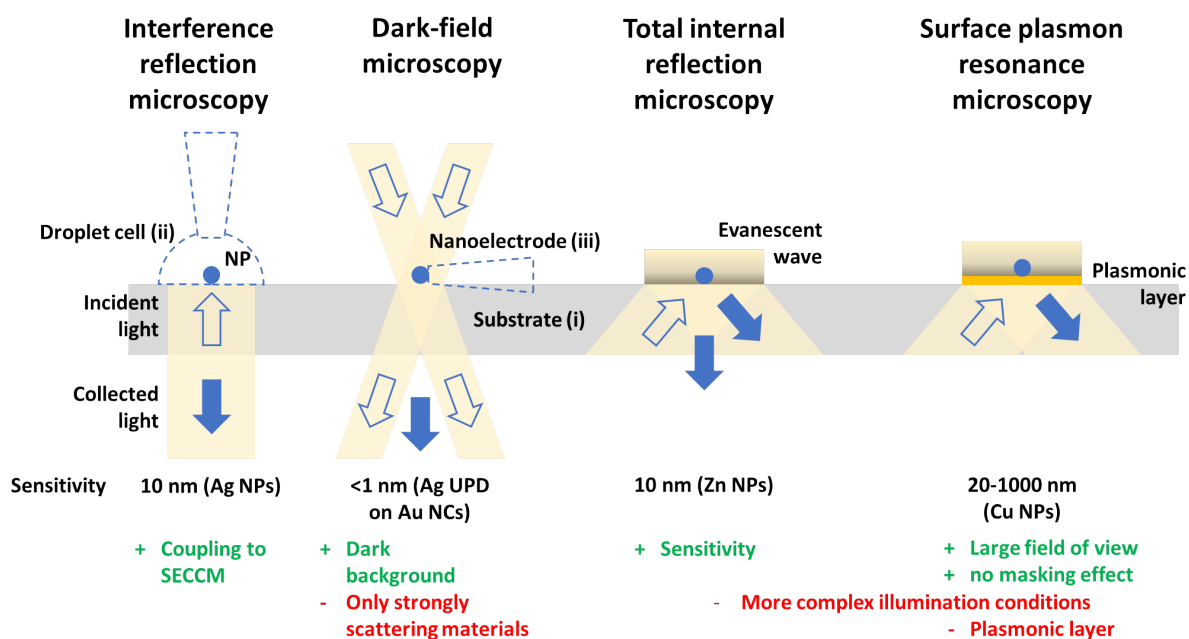 Interference
reflection
microscopy
Dark-field
microscopy
Total internal
reflection
microscopy
Surface plasmon
resonance
microscopy
Droplet cell (ii)
NP
Incident
light
Collected
light
Nanoelectrode (iii)
Substrate (i)
Evanescent
wave
Plasmonic
layer
Sensitivity
10 nm (Ag NPs)
<1 nm (Ag UPD
on Au NCs)
10 nm (Zn NPs)
20-1000 nm
(Cu NPs)
+ Coupling to
SECCM
+ Dark
background
- Only strongly
scattering materials
+ Sensitivity
+ Large field of view
+ no masking effect
- More complex illumination conditions
- Plasmonic layer